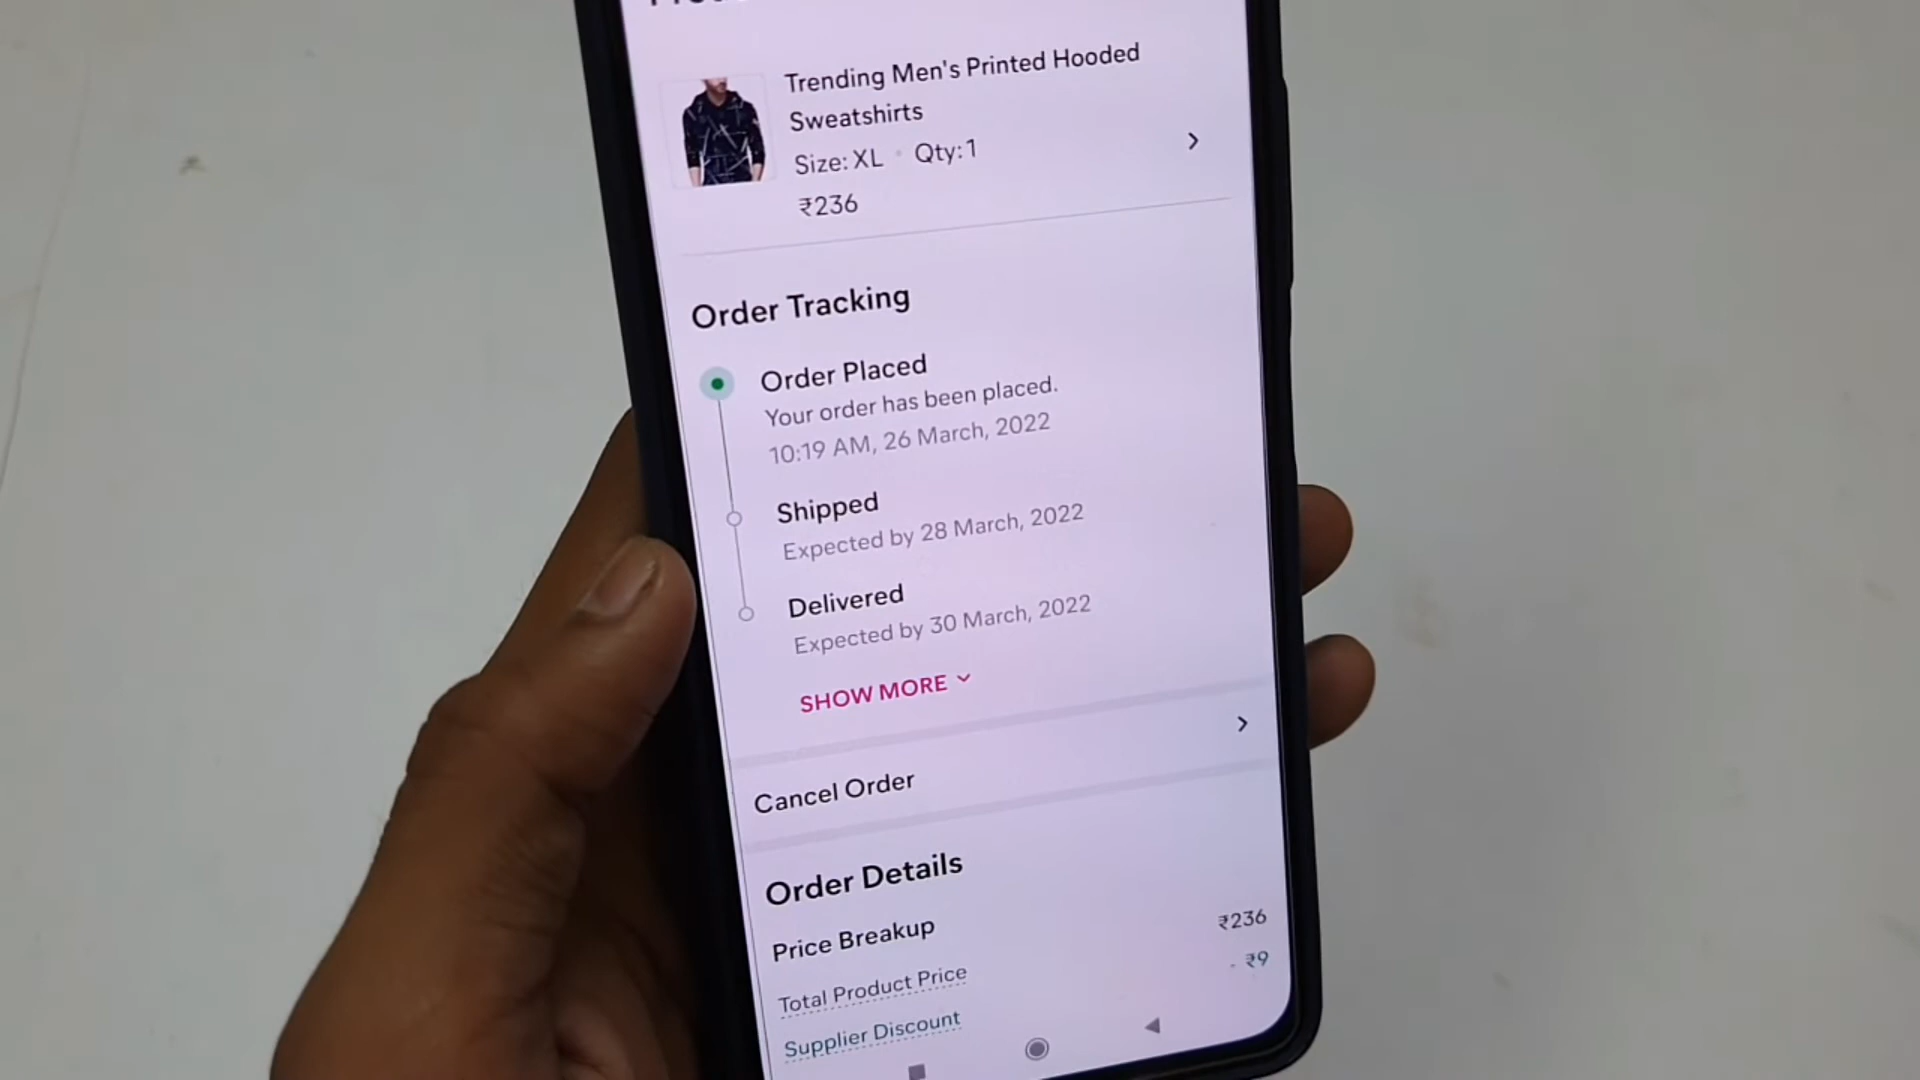 Trending Men's Printed Hooded
Sweatshirts
Size: XL • Qty: 1
₹236
Order Tracking
Order Placed
Your order has been placed.
10:19 AM, 26 March, 2022
Shipped
Expected by 28 March, 2022
Delivered
Expected by 30 March, 2022
SHOW MORE
Cancel Order
Order Details
Price Breakup
Total Product Price ₹236
Supplier Discount - ₹9